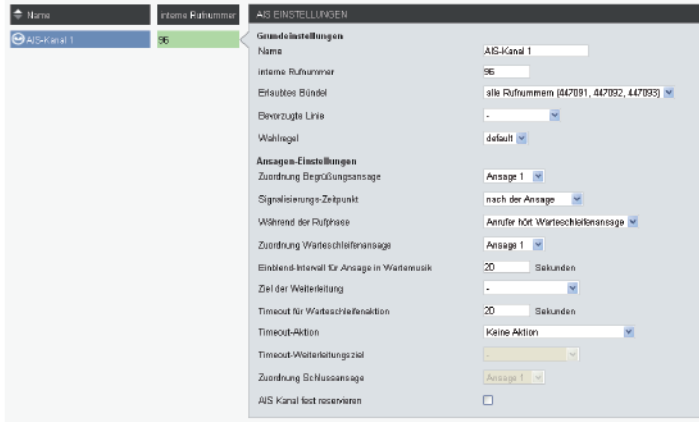 Name interne Rufnummer
AIS-Kanal 1 96
AIS EINSTELLUNGEN
Grundeinstellungen
Name AIS-Kanal 1
interne Rufnummer 96
Erlaubtes Bündel alle Rufnummern (447091, 447092, 447093)
Bevorzugte Linie -
Wahlregel default
Ansagen-Einstellungen
Zuordnung Begrüßungsansage Ansage 1
Signalisierungs-Zeitpunkt nach der Ansage
Während der Rufphase Anrufer hört Warteschleifenansage
Zuordnung Warteschleifenansage Ansage 1
Einblend-Intervall für Ansage in Wartemusik 20 Sekunden
Ziel der Weiterleitung -
Timeout für Warteschleifenaktion 20 Sekunden
Timeout-Aktion Keine Aktion
Timeout-Weiterleitungsziel -
Zuordnung Schlussansage Ansage 1
AIS Kanal fest reservieren